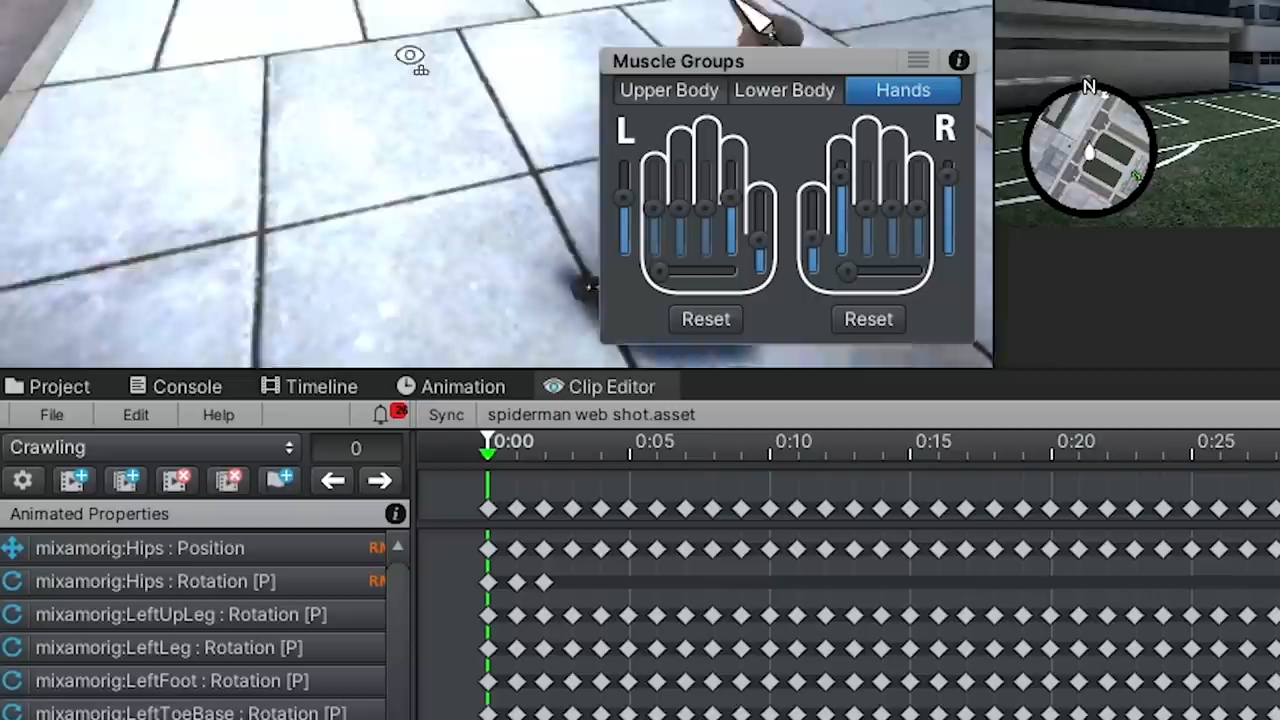 Muscle Groups
Upper Body Lower Body Hands
L R
N
Reset Reset
Project Console Timeline Animation Clip Editor
File Edit Help 26 Sync spiderman web shot.asset
Crawling 0 0:00 0:05 0:10 0:15 0:20 0:25
Animated Properties
mixamorig:Hips : Position
mixamorig:Hips : Rotation [P]
mixamorig:LeftUpLeg : Rotation [P]
mixamorig:LeftLeg : Rotation [P]
mixamorig:LeftFoot : Rotation [P]
mixamorig:LeftToeBase : Rotation [P]